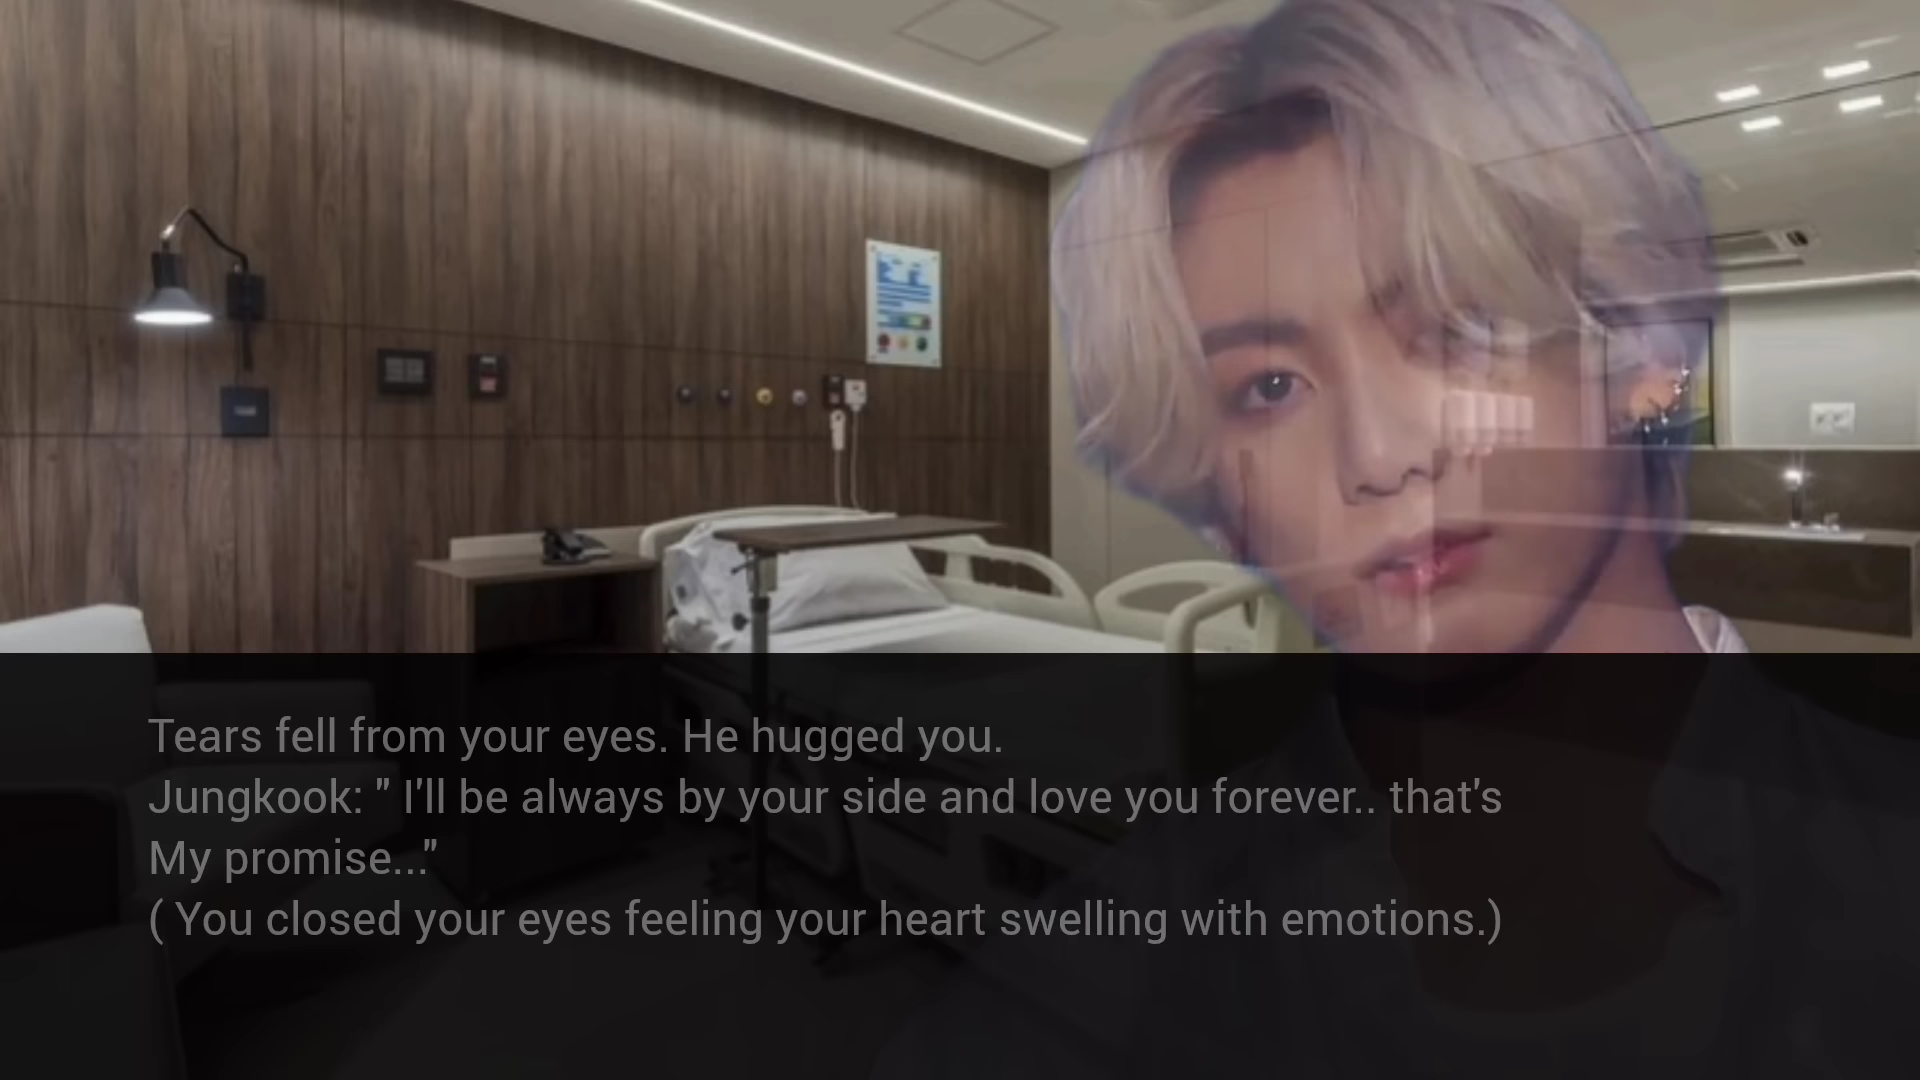 Tears fell from your eyes. He hugged you.
Jungkook: " I'll be always by your side and love you forever.. that's
My promise..."
( You closed your eyes feeling your heart swelling with emotions.)